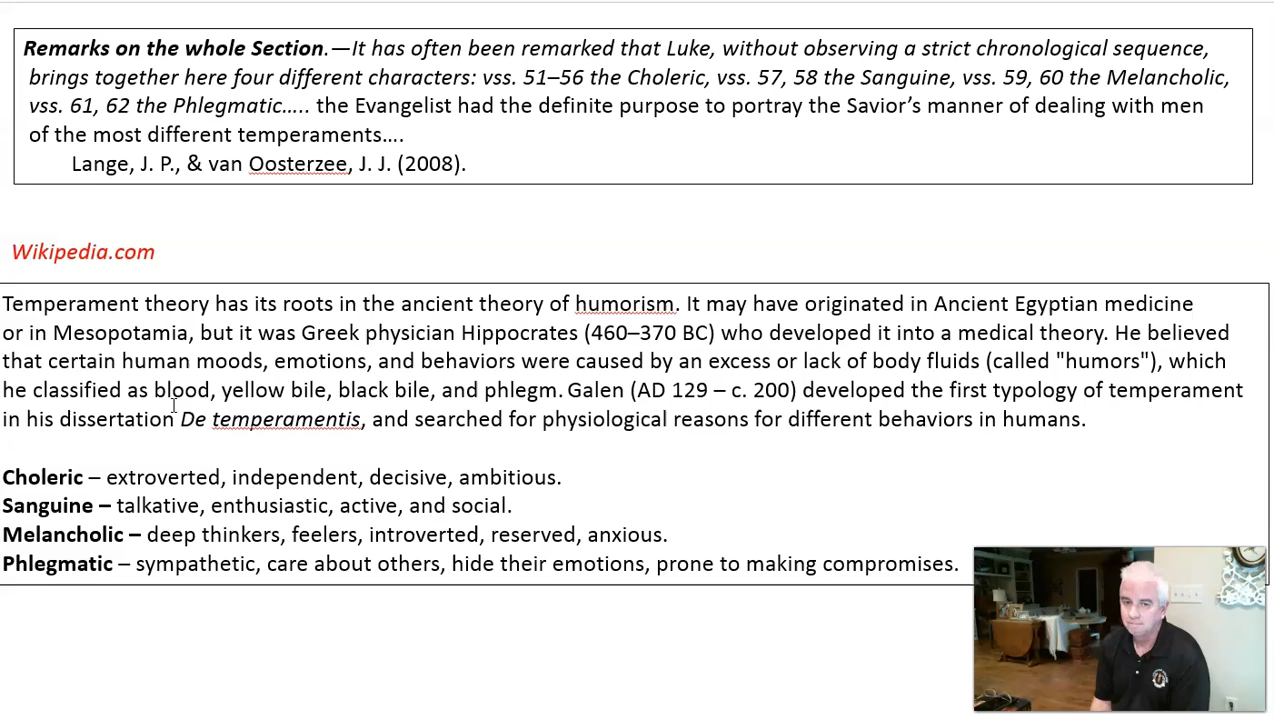 Remarks on the whole Section.—It has often been remarked that Luke, without observing a strict chronological sequence,
brings together here four different characters: vss. 51–56 the Choleric, vss. 57, 58 the Sanguine, vss. 59, 60 the Melancholic,
vss. 61, 62 the Phlegmatic….. the Evangelist had the definite purpose to portray the Savior’s manner of dealing with men
of the most different temperaments….
Lange, J. P., & van Oosterzee, J. J. (2008).
Wikipedia.com
Temperament theory has its roots in the ancient theory of humorism. It may have originated in Ancient Egyptian medicine
or in Mesopotamia, but it was Greek physician Hippocrates (460–370 BC) who developed it into a medical theory. He believed
that certain human moods, emotions, and behaviors were caused by an excess or lack of body fluids (called "humors"), which
he classified as blood, yellow bile, black bile, and phlegm. Galen (AD 129 – c. 200) developed the first typology of temperament
in his dissertation De temperamentis, and searched for physiological reasons for different behaviors in humans.
Choleric – extroverted, independent, decisive, ambitious.
Sanguine – talkative, enthusiastic, active, and social.
Melancholic – deep thinkers, feelers, introverted, reserved, anxious.
Phlegmatic – sympathetic, care about others, hide their emotions, prone to making compromises.